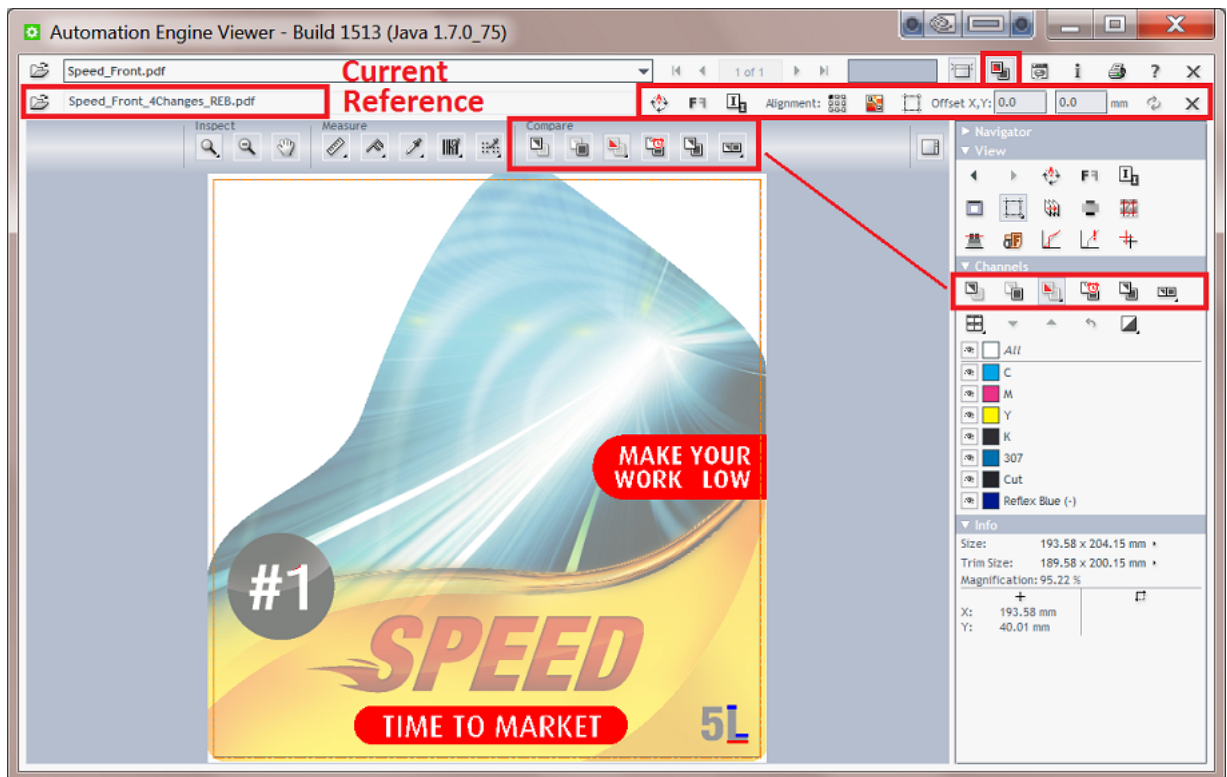 Automation Engine Viewer - Build 1513 (Java 1.7.0_75)
Speed_Front.pdf
Current
1 of 1
Speed_Front_4Changes_REB.pdf
Reference
Alignment:
Offset X,Y: 0.0 0.0 mm
Inspect
Measure
Compare
Navigator
View
Channels
All
C
M
Y
K
307
Cut
Reflex Blue (-)
Info
Size: 193.58 x 204.15 mm
Trim Size: 189.58 x 200.15 mm
Magnification: 95.22 %
X: 193.58 mm
Y: 40.01 mm
MAKE YOUR
WORK LOW
#1
SPEED
TIME TO MARKET
5L